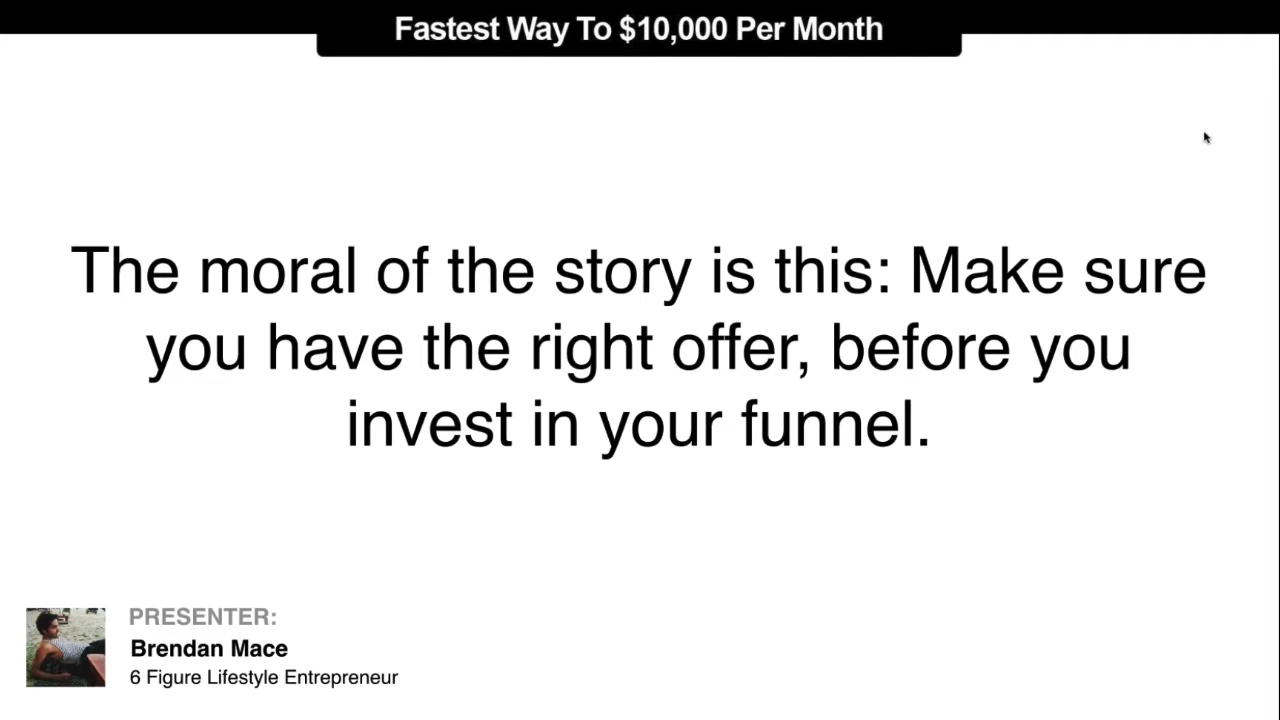 Fastest Way To $10,000 Per Month
The moral of the story is this: Make sure
you have the right offer, before you
invest in your funnel.
PRESENTER:
Brendan Mace
6 Figure Lifestyle Entrepreneur